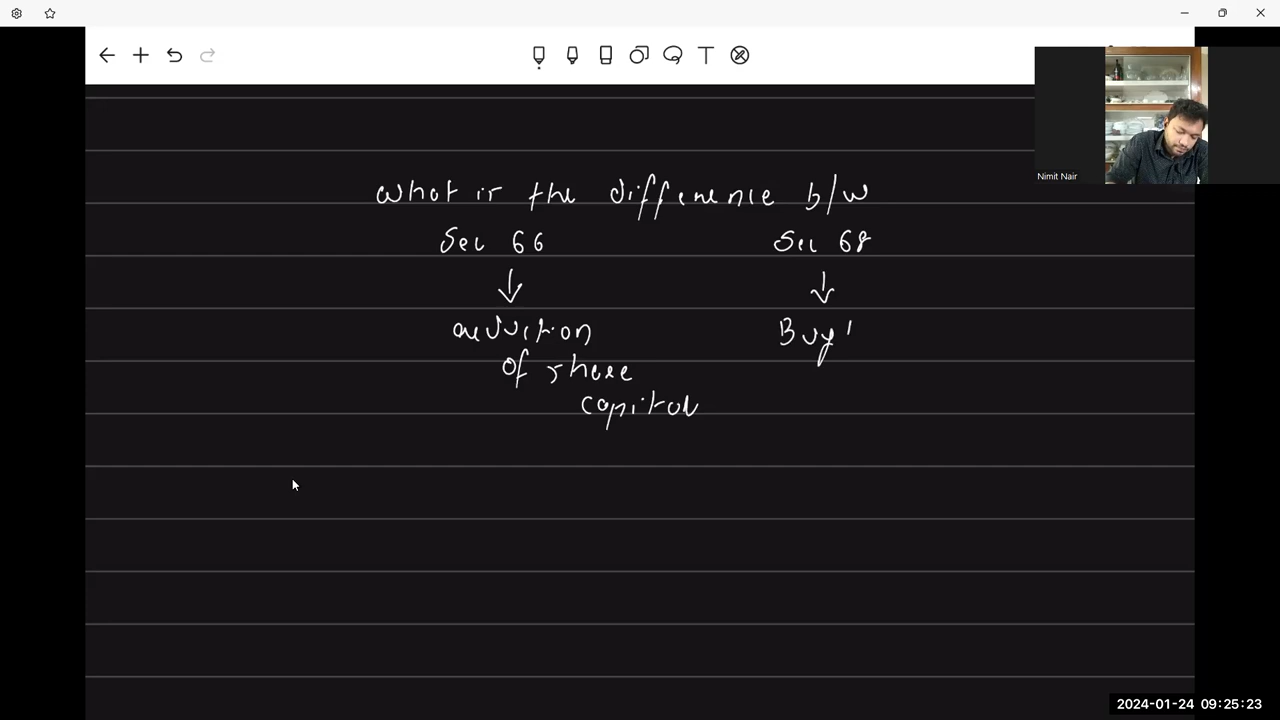 Nimit Nair
What is the difference b/w
Sec 66 Sec 68
reduction Buy
of share
capital
2024-01-24 09:25:23